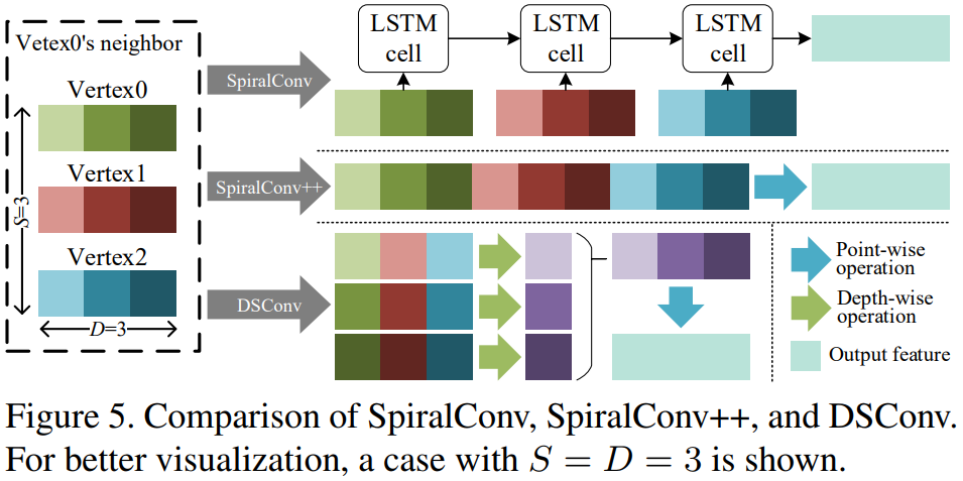 Vetex0's neighbor
Vertex0
Vertex1
Vertex2
S=3
D=3
SpiralConv
SpiralConv++
DSConv
LSTM
cell
LSTM
cell
LSTM
cell
Point-wise
operation
Depth-wise
operation
Output feature
Figure 5. Comparison of SpiralConv, SpiralConv++, and DSConv.
For better visualization, a case with S = D = 3 is shown.